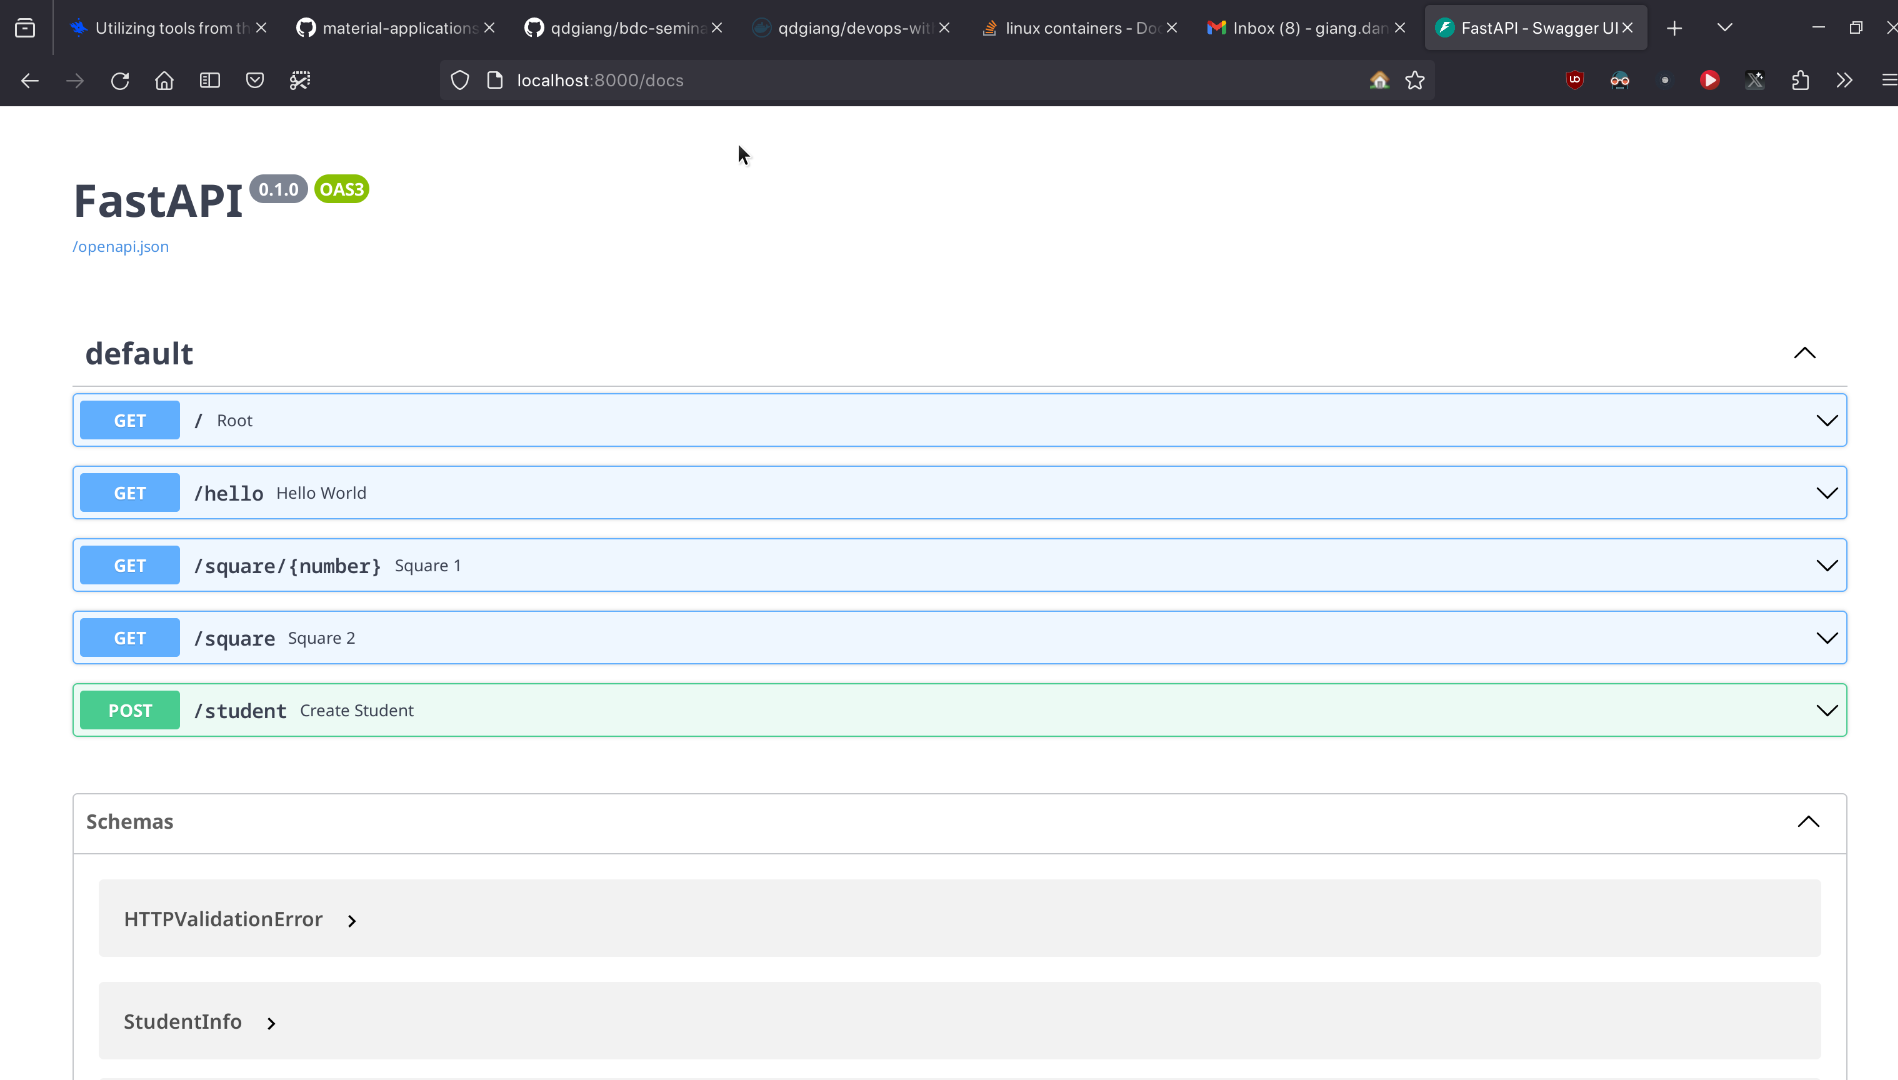 Utilizing tools from th
material-applications
qdgiang/bdc-semina
qdgiang/devops-wit
linux containers - Doc
Inbox (8) - giang.dan
FastAPI - Swagger UI
localhost:8000/docs
FastAPI 0.1.0 OAS3
/openapi.json
default
GET / Root
GET /hello Hello World
GET /square/{number} Square 1
GET /square Square 2
POST /student Create Student
Schemas
HTTPValidationError
StudentInfo